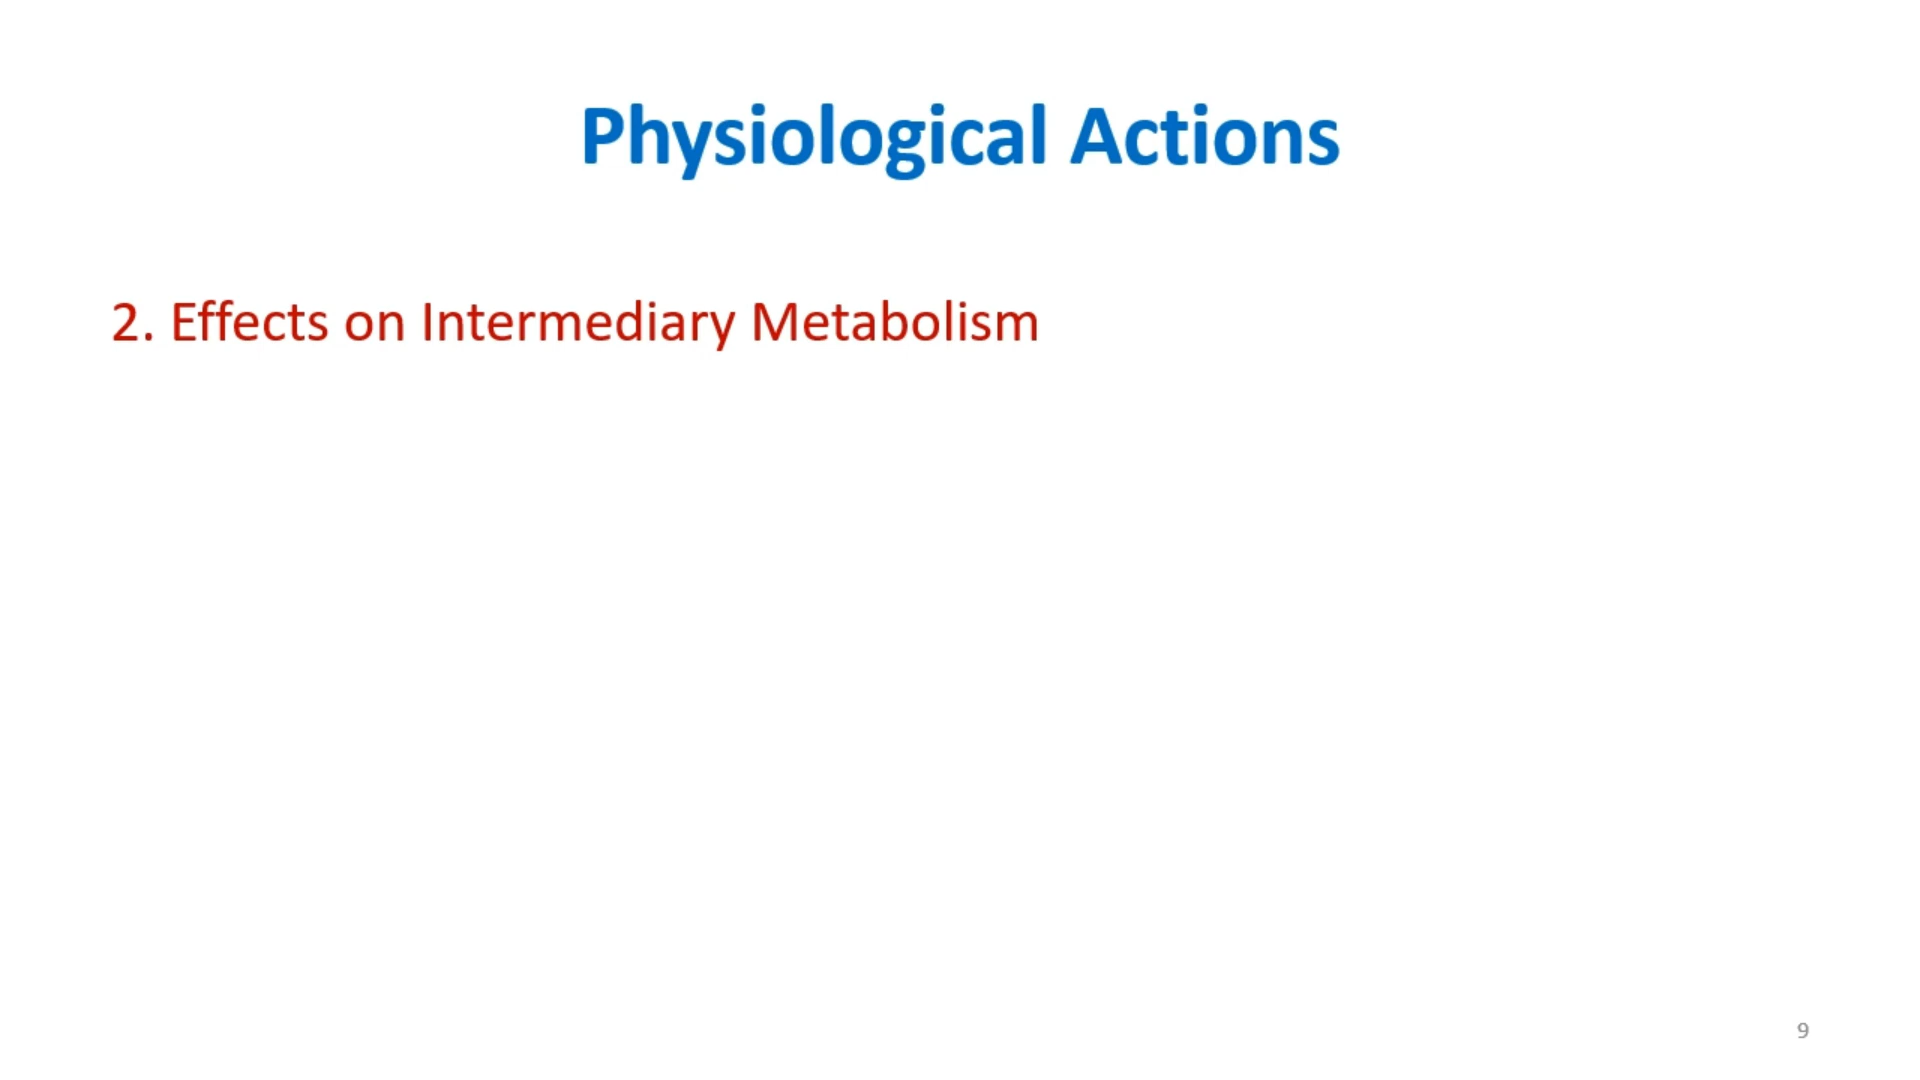 Physiological Actions
2. Effects on Intermediary Metabolism
9